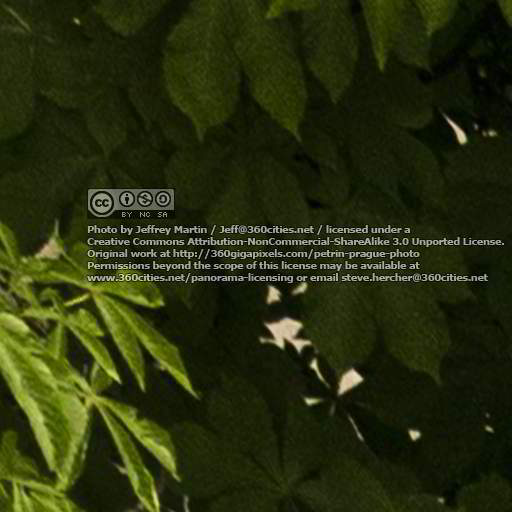 cc
BY NC SA
Photo by Jeffrey Martin / Jeff@360cities.net / licensed under a
Creative Commons Attribution-NonCommercial-ShareAlike 3.0 Unported License.
Original work at http://360gigapixels.com/petrin-prague-photo
Permissions beyond the scope of this license may be available at
www.360cities.net/panorama-licensing or email steve.hercher@360cities.net